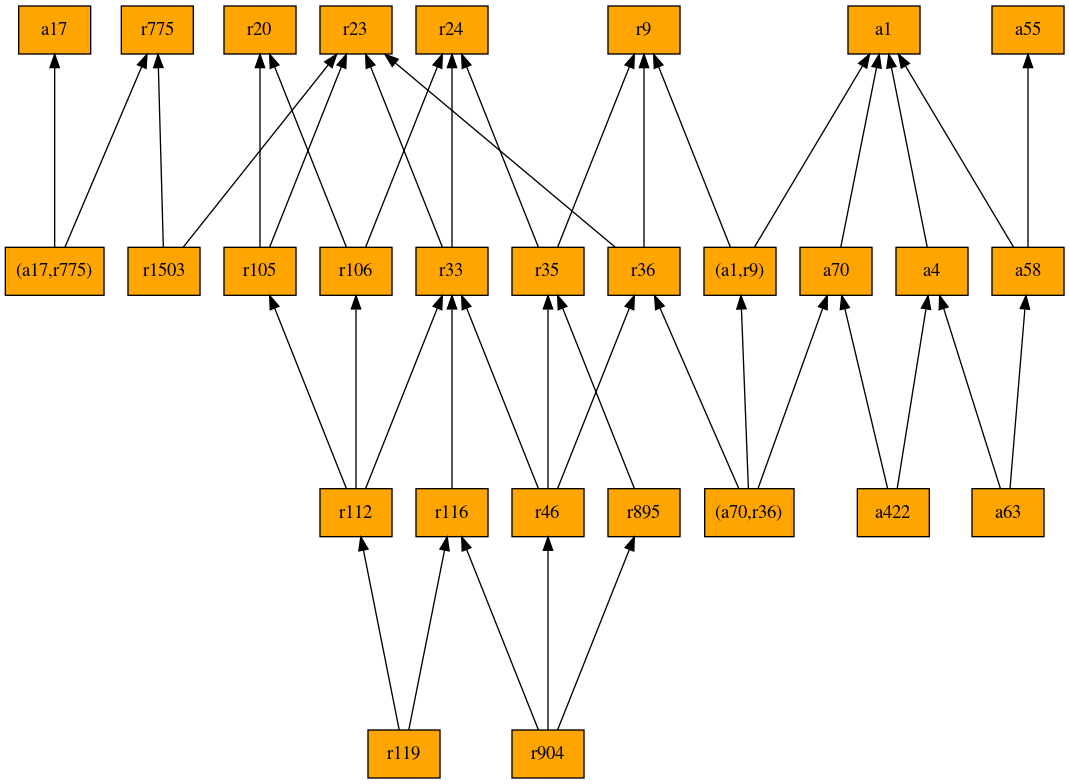 a17
r775
r20
r23
r24
r9
a1
a55
(a17,r775)
r1503
r105
r106
r33
r35
r36
(a1,r9)
a70
a4
a58
r112
r116
r46
r895
(a70,r36)
a422
a63
r119
r904